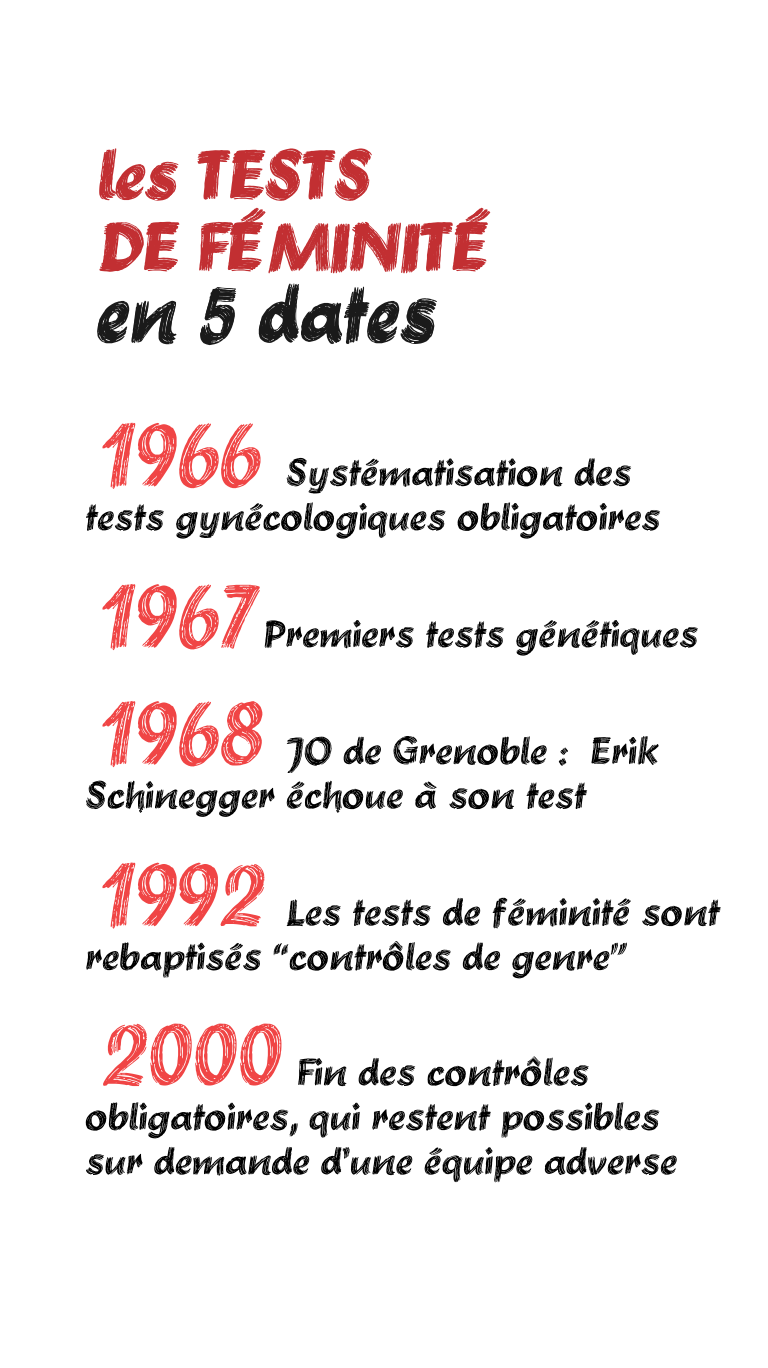 les TESTS
DE FÉMINITÉ
en 5 dates
1966 Systématisation des
tests gynécologiques obligatoires
1967 Premiers tests génétiques
1968 JO de Grenoble : Erik
Schinegger échoue à son test
1992 Les tests de féminité sont
rebaptisés “contrôles de genre”
2000 Fin des contrôles
obligatoires, qui restent possibles
sur demande d'une équipe adverse